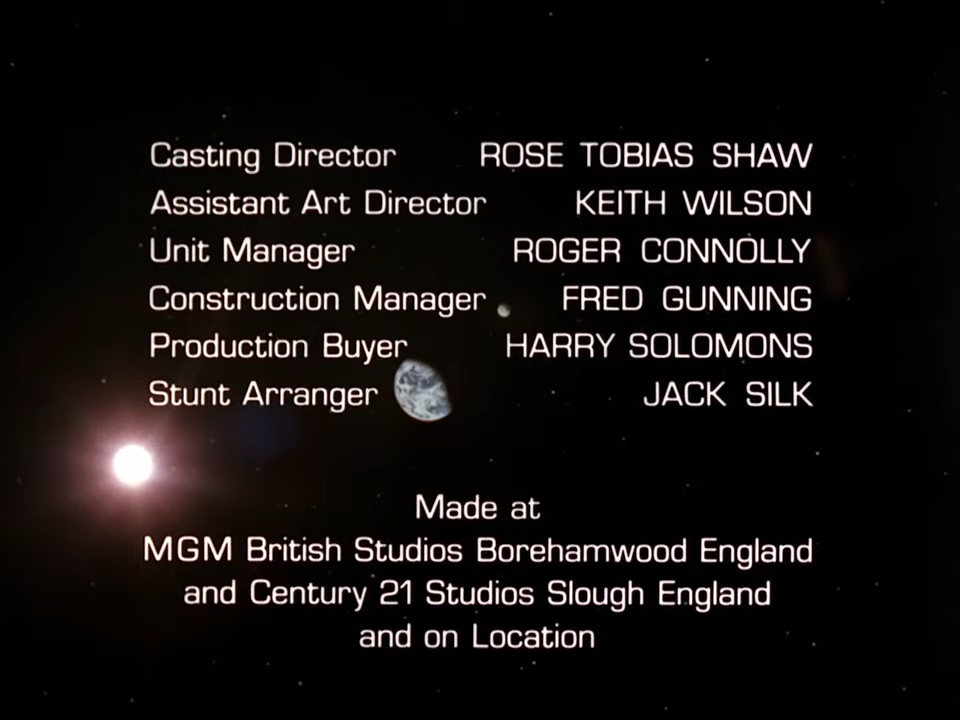 Casting Director ROSE TOBIAS SHAW
Assistant Art Director KEITH WILSON
Unit Manager ROGER CONNOLLY
Construction Manager FRED GUNNING
Production Buyer HARRY SOLOMONS
Stunt Arranger JACK SILK
Made at
MGM British Studios Borehamwood England
and Century 21 Studios Slough England
and on Location